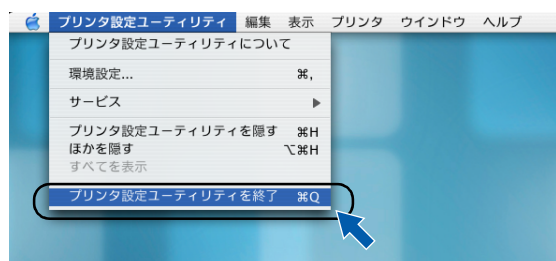 プリンタ設定ユーティリティ 編集 表示 プリンタ ウインドウ ヘルプ
プリンタ設定ユーティリティについて
環境設定... ⌘,
サービス ▶
プリンタ設定ユーティリティを隠す ⌘H
ほかを隠す ⌥⌘H
すべてを表示
プリンタ設定ユーティリティを終了 ⌘Q